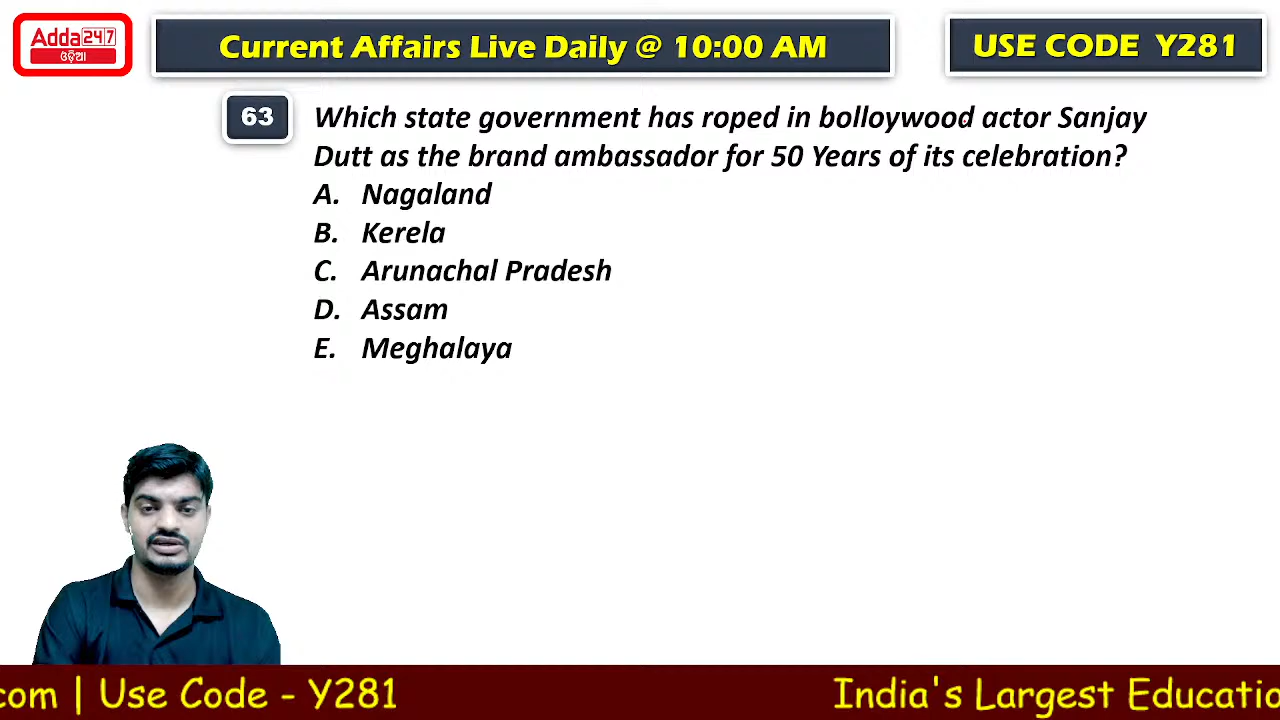 Adda247
ଓଡ଼ିଆ
Current Affairs Live Daily @ 10:00 AM
USE CODE Y281
63
Which state government has roped in bolloywood actor Sanjay
Dutt as the brand ambassador for 50 Years of its celebration?
A. Nagaland
B. Kerela
C. Arunachal Pradesh
D. Assam
E. Meghalaya
com | Use Code - Y281
India's Largest Educatio